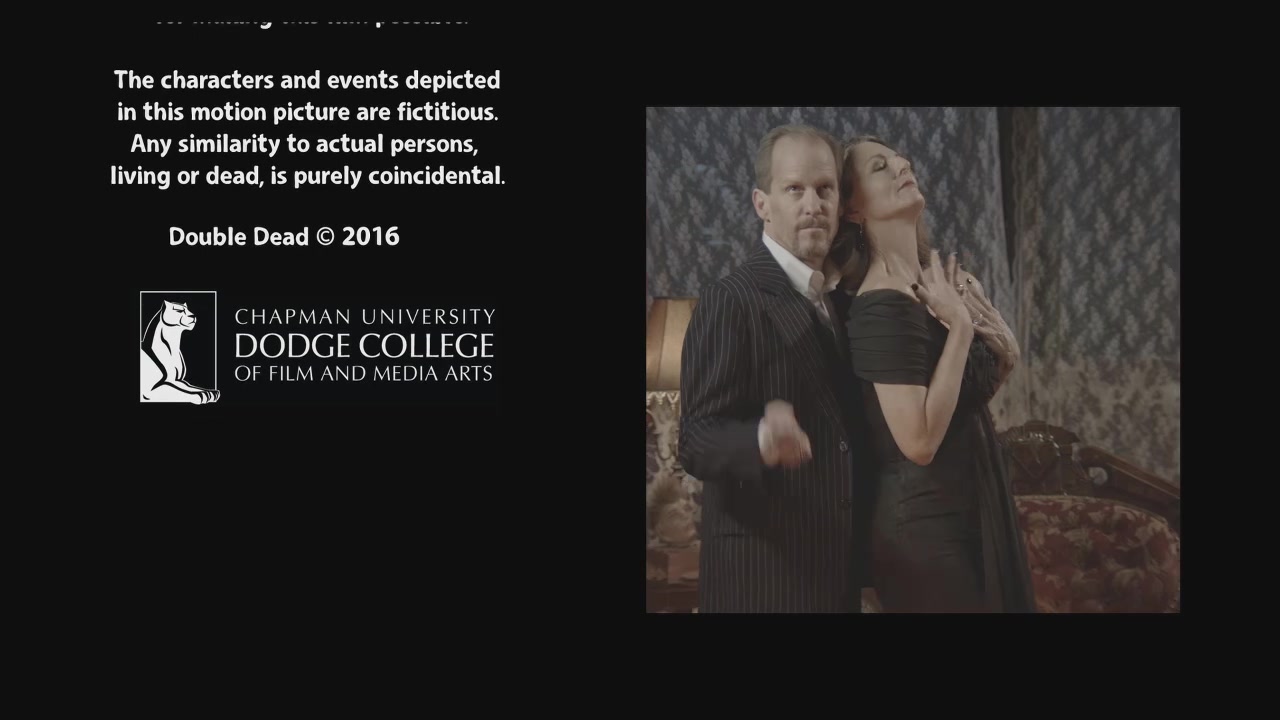 The characters and events depicted
in this motion picture are fictitious.
Any similarity to actual persons,
living or dead, is purely coincidental.
Double Dead © 2016
CHAPMAN UNIVERSITY
DODGE COLLEGE
OF FILM AND MEDIA ARTS